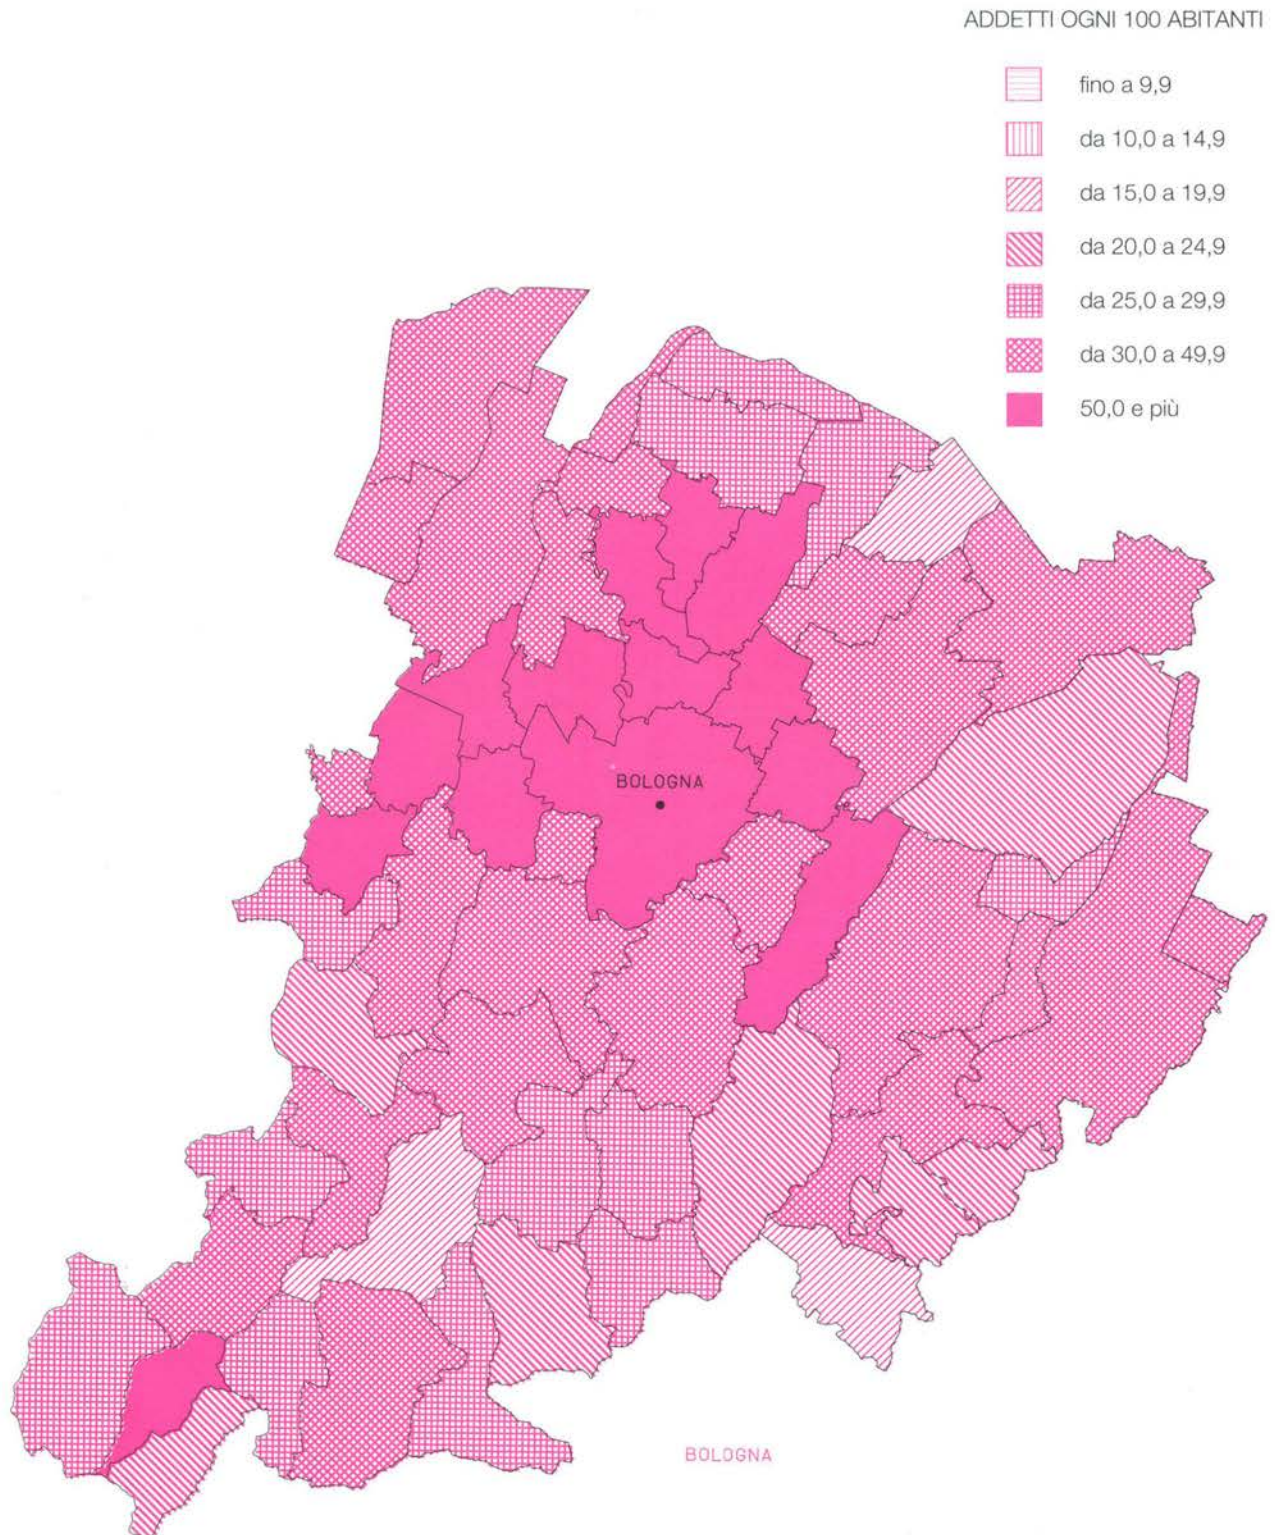 ADDETTI OGNI 100 ABITANTI
fino a 9,9
da 10,0 a 14,9
da 15,0 a 19,9
da 20,0 a 24,9
da 25,0 a 29,9
da 30,0 a 49,9
50,0 e più
BOLOGNA
BOLOGNA